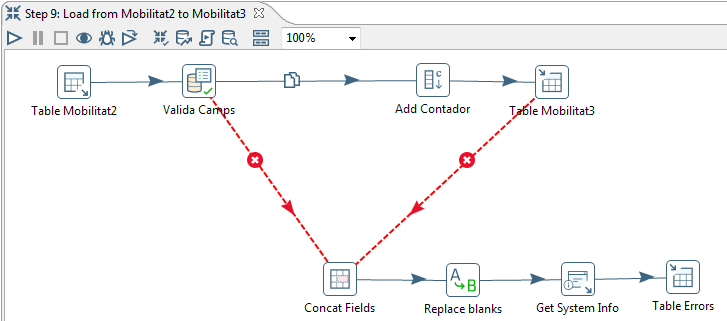 Step 9: Load from Mobilitat2 to Mobilitat3
100%
Table Mobilitat2
Valida Camps
C
Add Contador
Table Mobilitat3
Concat Fields
A
B
Replace blanks
Get System Info
Table Errors